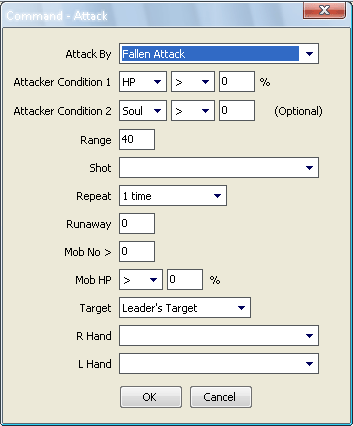 Command - Attack
Attack By Fallen Attack
Attacker Condition 1 HP > 0 %
Attacker Condition 2 Soul > 0 (Optional)
Range 40
Shot
Repeat 1 time
Runaway 0
Mob No > 0
Mob HP > 0 %
Target Leader's Target
R Hand
L Hand
OK Cancel